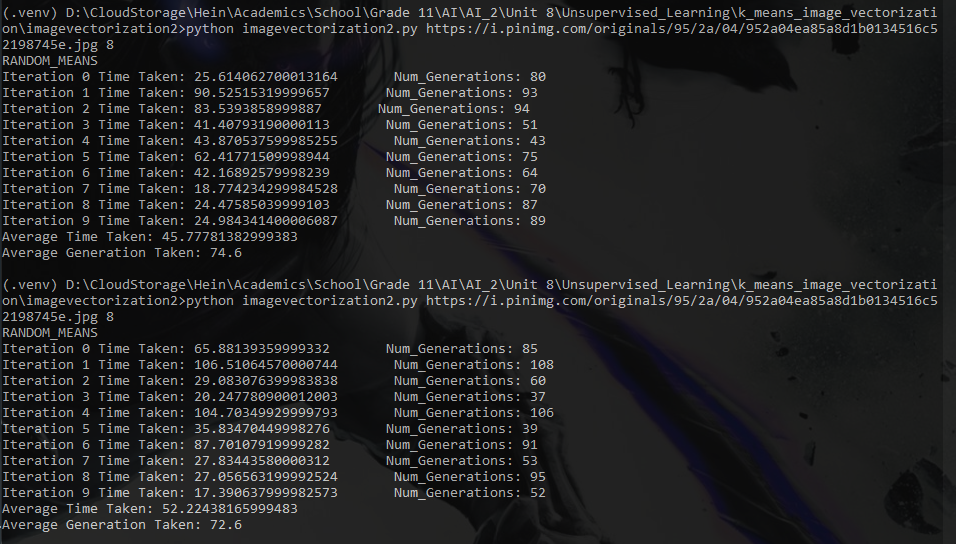 (.venv) D:\CloudStorage\Hein\Academics\School\Grade 11\AI\AI_2\Unit 8\Unsupervised_Learning\k_means_image_vectorizati
on\imagevectorization2>python imagevectorization2.py https://i.pinimg.com/originals/95/2a/04/952a04ea85a8d1b0134516c5
2198745e.jpg 8
RANDOM_MEANS
Iteration 0 Time Taken: 25.614062700013164 Num_Generations: 80
Iteration 1 Time Taken: 90.52515319999657 Num_Generations: 93
Iteration 2 Time Taken: 83.5393858999887 Num_Generations: 94
Iteration 3 Time Taken: 41.40793190000113 Num_Generations: 51
Iteration 4 Time Taken: 43.870537599985255 Num_Generations: 43
Iteration 5 Time Taken: 62.41771509998944 Num_Generations: 75
Iteration 6 Time Taken: 42.16892579998239 Num_Generations: 64
Iteration 7 Time Taken: 18.774234299984528 Num_Generations: 70
Iteration 8 Time Taken: 24.47585039999103 Num_Generations: 87
Iteration 9 Time Taken: 24.984341400006087 Num_Generations: 89
Average Time Taken: 45.77781382999383
Average Generation Taken: 74.6
(.venv) D:\CloudStorage\Hein\Academics\School\Grade 11\AI\AI_2\Unit 8\Unsupervised_Learning\k_means_image_vectorizati
on\imagevectorization2>python imagevectorization2.py https://i.pinimg.com/originals/95/2a/04/952a04ea85a8d1b0134516c5
2198745e.jpg 8
RANDOM_MEANS
Iteration 0 Time Taken: 65.88139359999332 Num_Generations: 85
Iteration 1 Time Taken: 106.51064570000744 Num_Generations: 108
Iteration 2 Time Taken: 29.083076399983838 Num_Generations: 60
Iteration 3 Time Taken: 20.247780900012003 Num_Generations: 37
Iteration 4 Time Taken: 104.70349929999793 Num_Generations: 106
Iteration 5 Time Taken: 35.83470449998276 Num_Generations: 39
Iteration 6 Time Taken: 87.70107919999282 Num_Generations: 91
Iteration 7 Time Taken: 27.83443580000312 Num_Generations: 53
Iteration 8 Time Taken: 27.056563199992524 Num_Generations: 95
Iteration 9 Time Taken: 17.390637999982573 Num_Generations: 52
Average Time Taken: 52.22438165999483
Average Generation Taken: 72.6